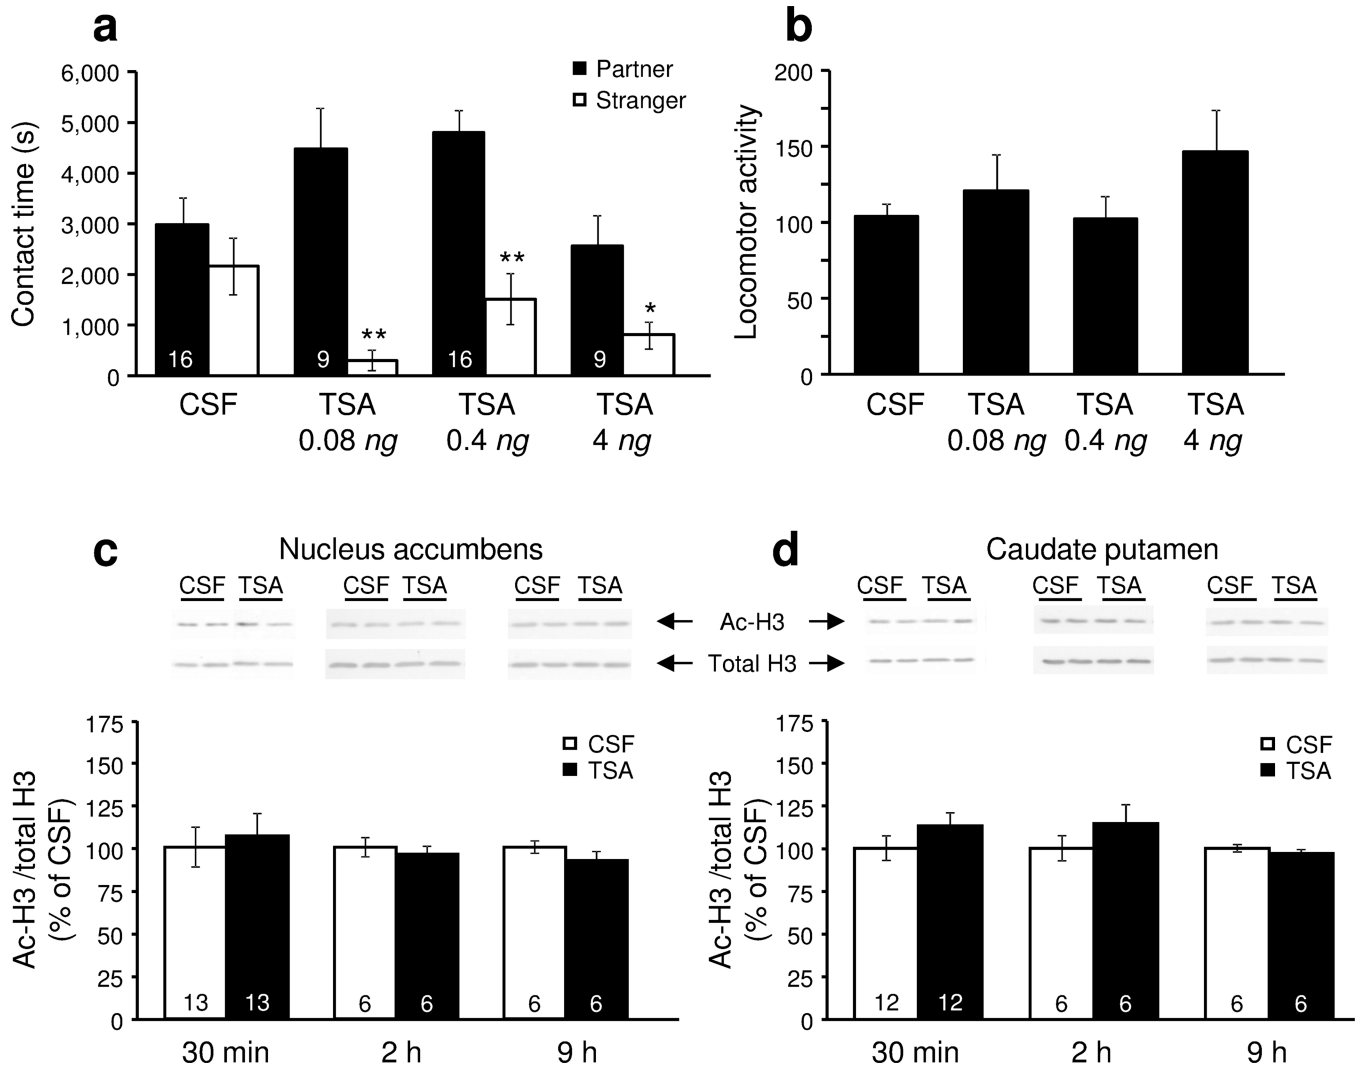 a
6,000
5,000
4,000
3,000
2,000
1,000
0
Contact time (s)
Partner
Stranger
** ** *
16 9 16 9
CSF TSA TSA TSA
0.08 ng 0.4 ng 4 ng
b
200
150
100
50
0
Locomotor activity
CSF TSA TSA TSA
0.08 ng 0.4 ng 4 ng
c
Nucleus accumbens
CSF TSA CSF TSA CSF TSA
Ac-H3
Total H3
175
150
125
100
75
50
25
0
Ac-H3 /total H3
(% of CSF)
CSF
TSA
13 13 6 6 6 6
30 min 2 h 9 h
d
Caudate putamen
CSF TSA CSF TSA CSF TSA
175
150
125
100
75
50
25
0
Ac-H3 /total H3
(% of CSF)
CSF
TSA
12 12 6 6 6 6
30 min 2 h 9 h